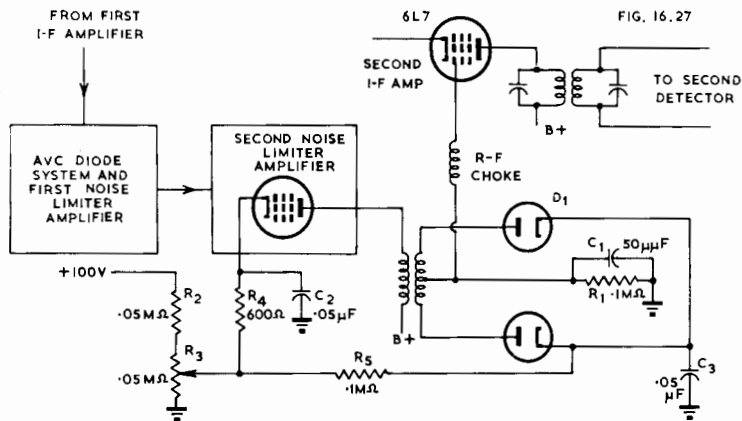 FROM FIRST
I-F AMPLIFIER
6L7
FIG. 16.27
SECOND
I-F AMP
TO SECOND
DETECTOR
B+
AVC DIODE
SYSTEM AND
FIRST NOISE
LIMITER
AMPLIFIER
SECOND NOISE
LIMITER
AMPLIFIER
R-F
CHOKE
D1
C1 50μμF
R1 ·1MΩ
+100V
R2
·05MΩ
R4
600Ω
C2
·05μF
B+
R3
·05MΩ
R5
·1MΩ
C3
·05
μF